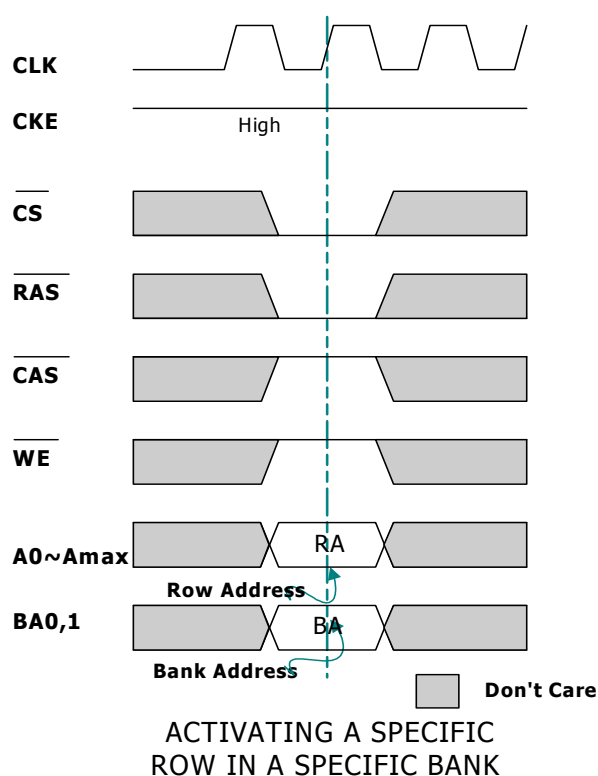 CLK
CKE
High
CS
RAS
CAS
WE
A0~Amax
RA
Row Address
BA0,1
BA
Bank Address
Don't Care
ACTIVATING A SPECIFIC
ROW IN A SPECIFIC BANK